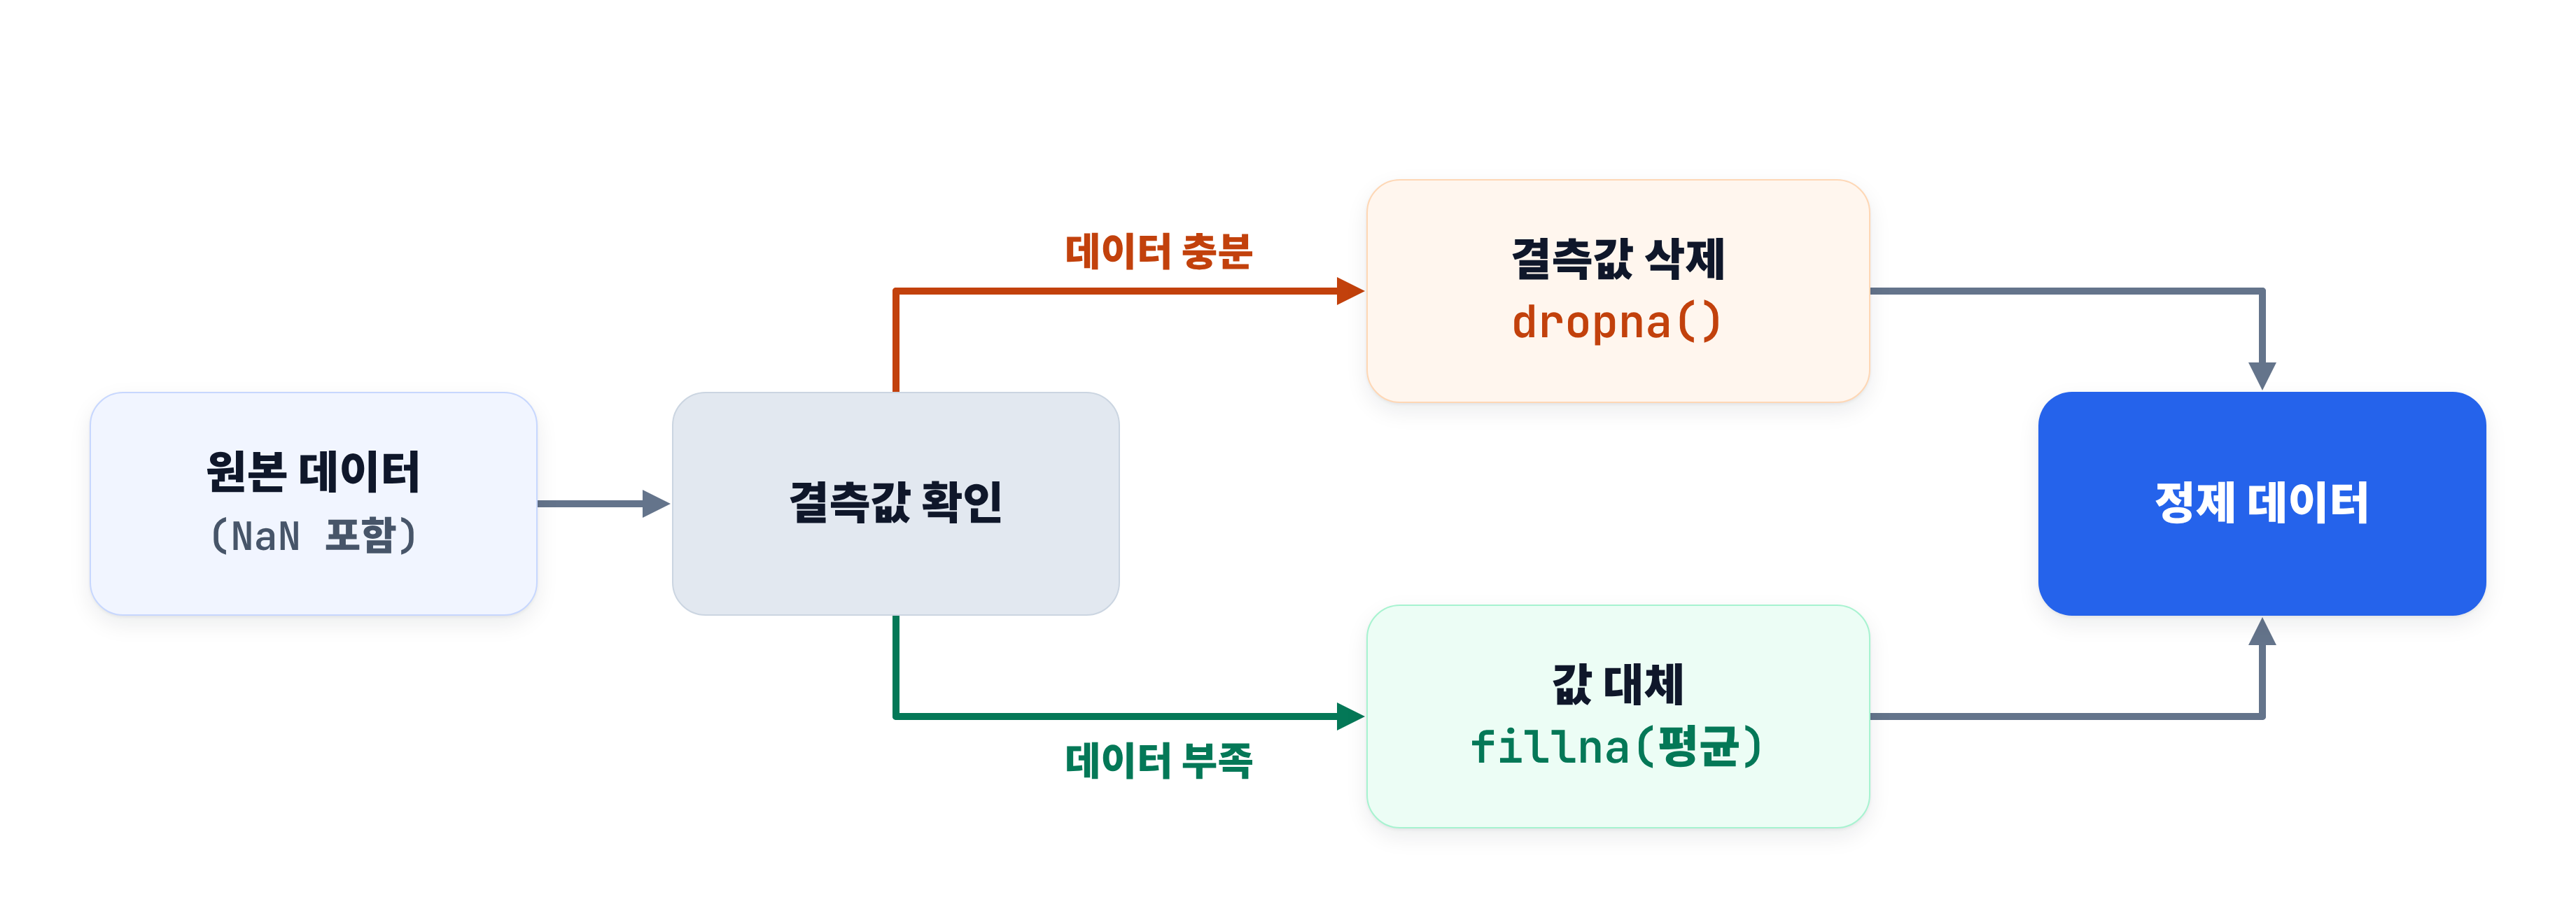 원본 데이터
(NaN 포함)
결측값 확인
데이터 충분
결측값 삭제
dropna()
데이터 부족
값 대체
fillna(평균)
정제 데이터